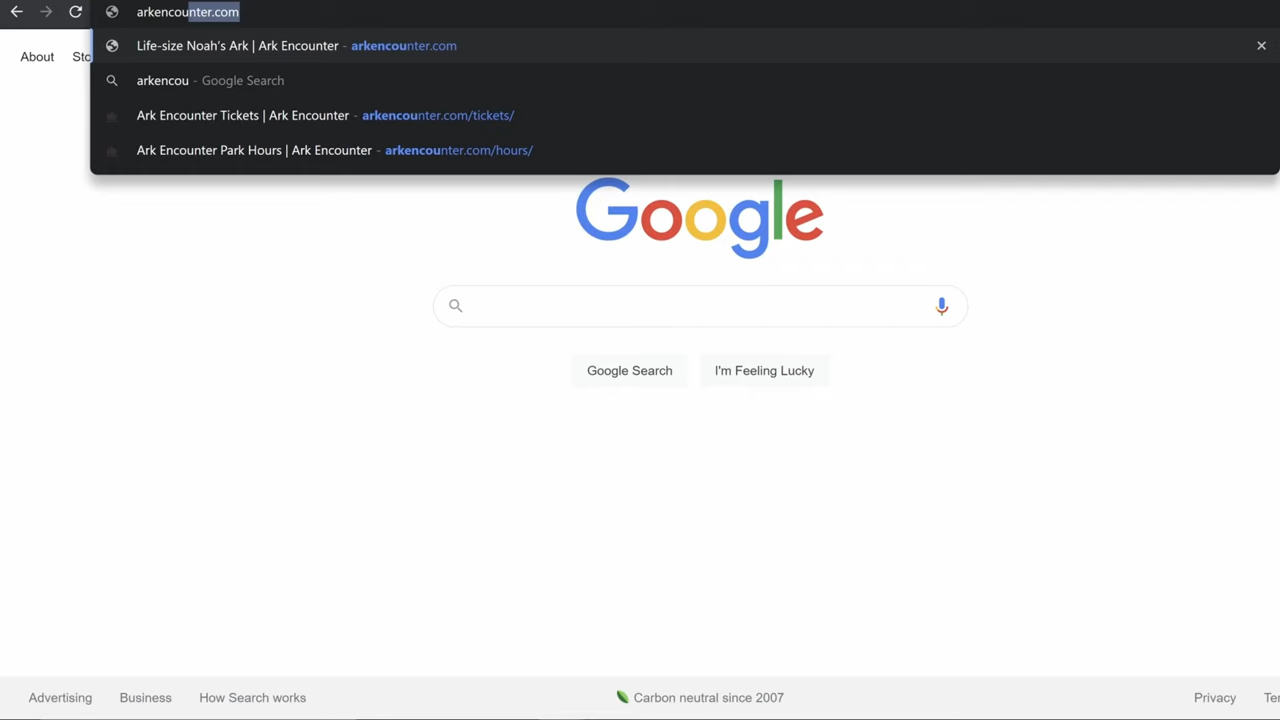 arkencounter.com
Life-size Noah's Ark | Ark Encounter - arkencounter.com
arkencou - Google Search
Ark Encounter Tickets | Ark Encounter - arkencounter.com/tickets/
Ark Encounter Park Hours | Ark Encounter - arkencounter.com/hours/
About Sto
Google
Google Search I'm Feeling Lucky
Advertising Business How Search works Carbon neutral since 2007 Privacy Ter